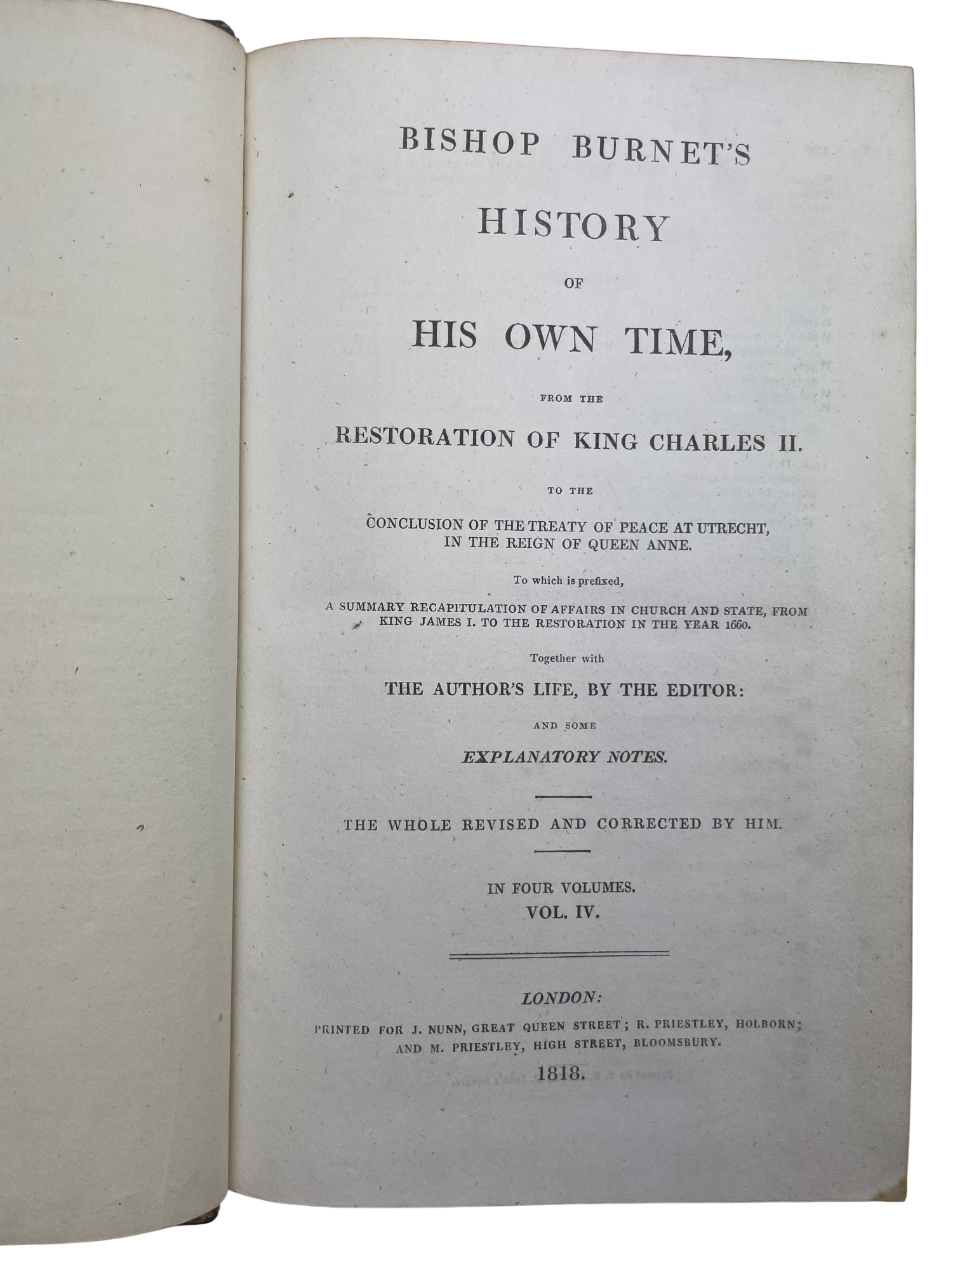 BISHOP BURNET'S
HISTORY
OF
HIS OWN TIME,
FROM THE
RESTORATION OF KING CHARLES II.
TO THE
CONCLUSION OF THE TREATY OF PEACE AT UTRECHT,
IN THE REIGN OF QUEEN ANNE.
To which is prefixed,
A SUMMARY RECAPITULATION OF AFFAIRS IN CHURCH AND STATE, FROM
KING JAMES I. TO THE RESTORATION IN THE YEAR 1660.
Together with
THE AUTHOR'S LIFE, BY THE EDITOR:
AND SOME
EXPLANATORY NOTES.
THE WHOLE REVISED AND CORRECTED BY HIM.
IN FOUR VOLUMES.
VOL. IV.
LONDON:
PRINTED FOR J. NUNN, GREAT QUEEN STREET; R. PRIESTLEY, HOLBORN;
AND M. PRIESTLEY, HIGH STREET, BLOOMSBURY.
1818.